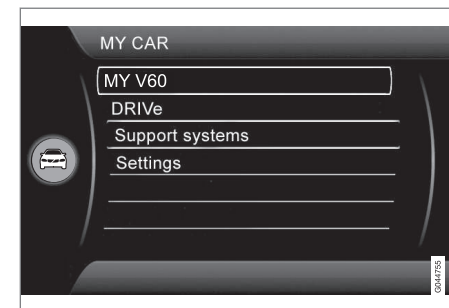 MY CAR
MY V60
DRIVe
Support systems
Settings
G044755